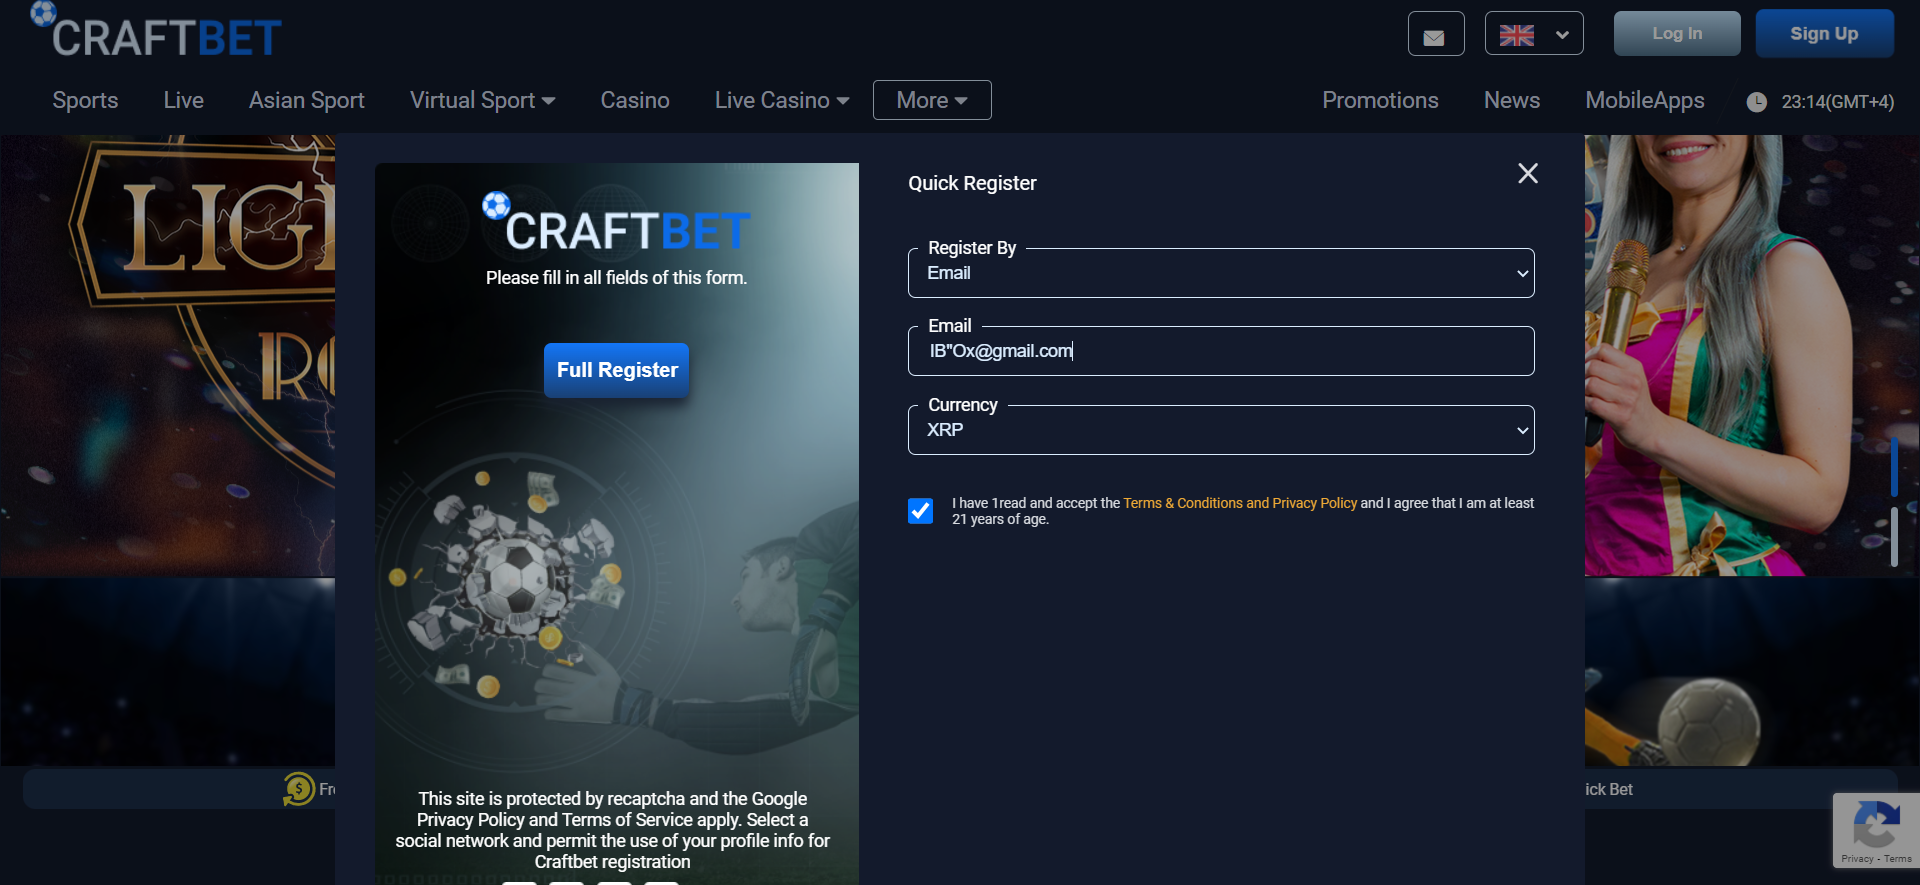 CRAFTBET
Log In
Sign Up
Sports
Live
Asian Sport
Virtual Sport
Casino
Live Casino
More
Promotions
News
MobileApps
23:14(GMT+4)
CRAFTBET
Please fill in all fields of this form.
Full Register
This site is protected by recaptcha and the Google
Privacy Policy and Terms of Service apply. Select a
social network and permit the use of your profile info for
Craftbet registration
Quick Register
Register By
Email
Email
IB"Ox@gmail.com
Currency
XRP
I have 1read and accept the Terms & Conditions and Privacy Policy and I agree that I am at least
21 years of age.
ick Bet
Privacy - Terms